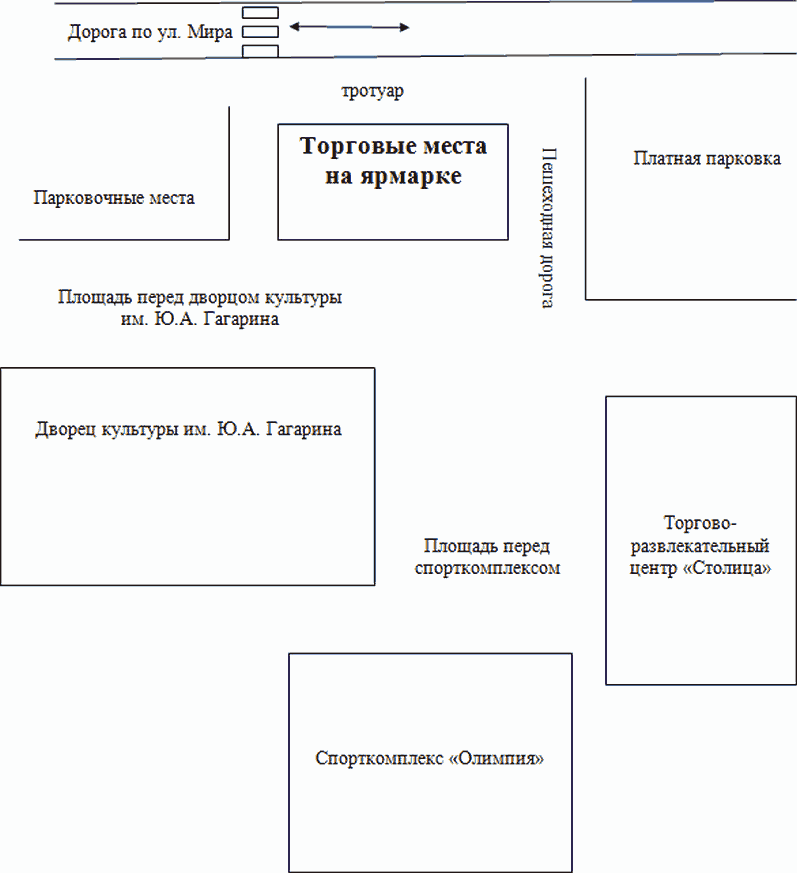 Дорога по ул. Мира
тротуар
Торговые места
на ярмарке
Пешеходная дорога
Платная парковка
Парковочные места
Площадь перед дворцом культуры
им. Ю.А. Гагарина
Дворец культуры им. Ю.А. Гагарина
Площадь перед
спорткомплексом
Торгово-
развлекательный
центр «Столица»
Спорткомплекс «Олимпия»